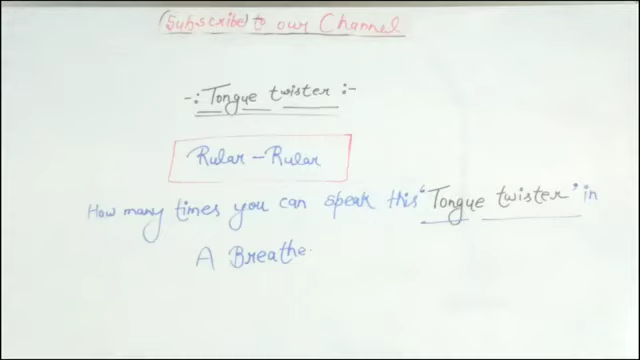 (Subscribe) to our Channel
-: Tongue twister :-
Rular - Rular
How many times you can speak this "Tongue twister" in
A Breathe.